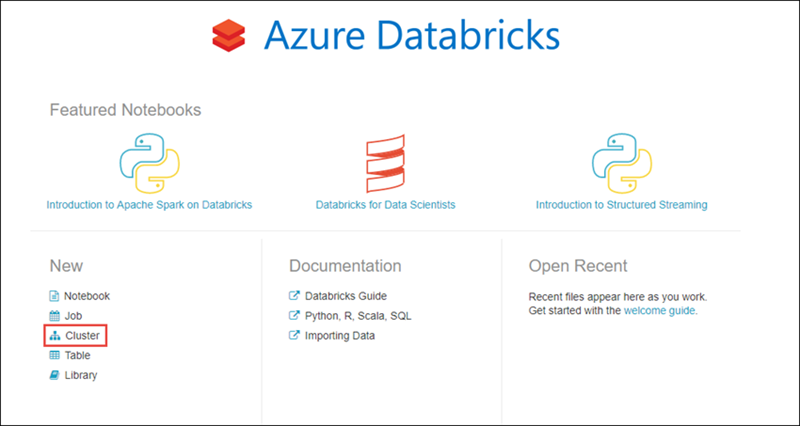 Azure Databricks
Featured Notebooks
Introduction to Apache Spark on Databricks
Databricks for Data Scientists
Introduction to Structured Streaming
New
Notebook
Job
Cluster
Table
Library
Documentation
Databricks Guide
Python, R, Scala, SQL
Importing Data
Open Recent
Recent files appear here as you work.
Get started with the welcome guide.